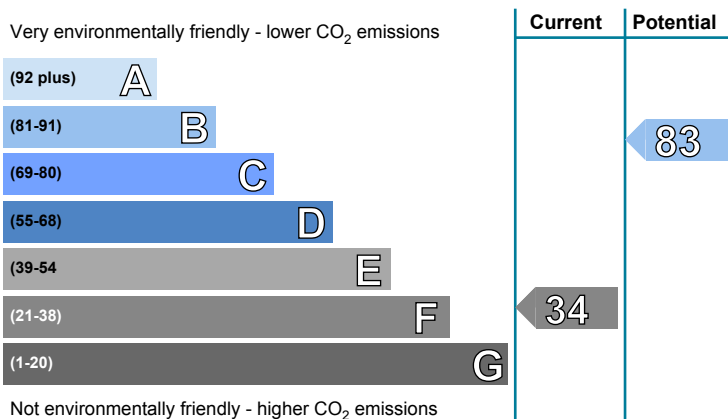 Very environmentally friendly - lower CO₂ emissions
Current
Potential
(92 plus) A
(81-91) B
83
(69-80) C
(55-68) D
(39-54 E
(21-38) F
34
(1-20) G
Not environmentally friendly - higher CO₂ emissions